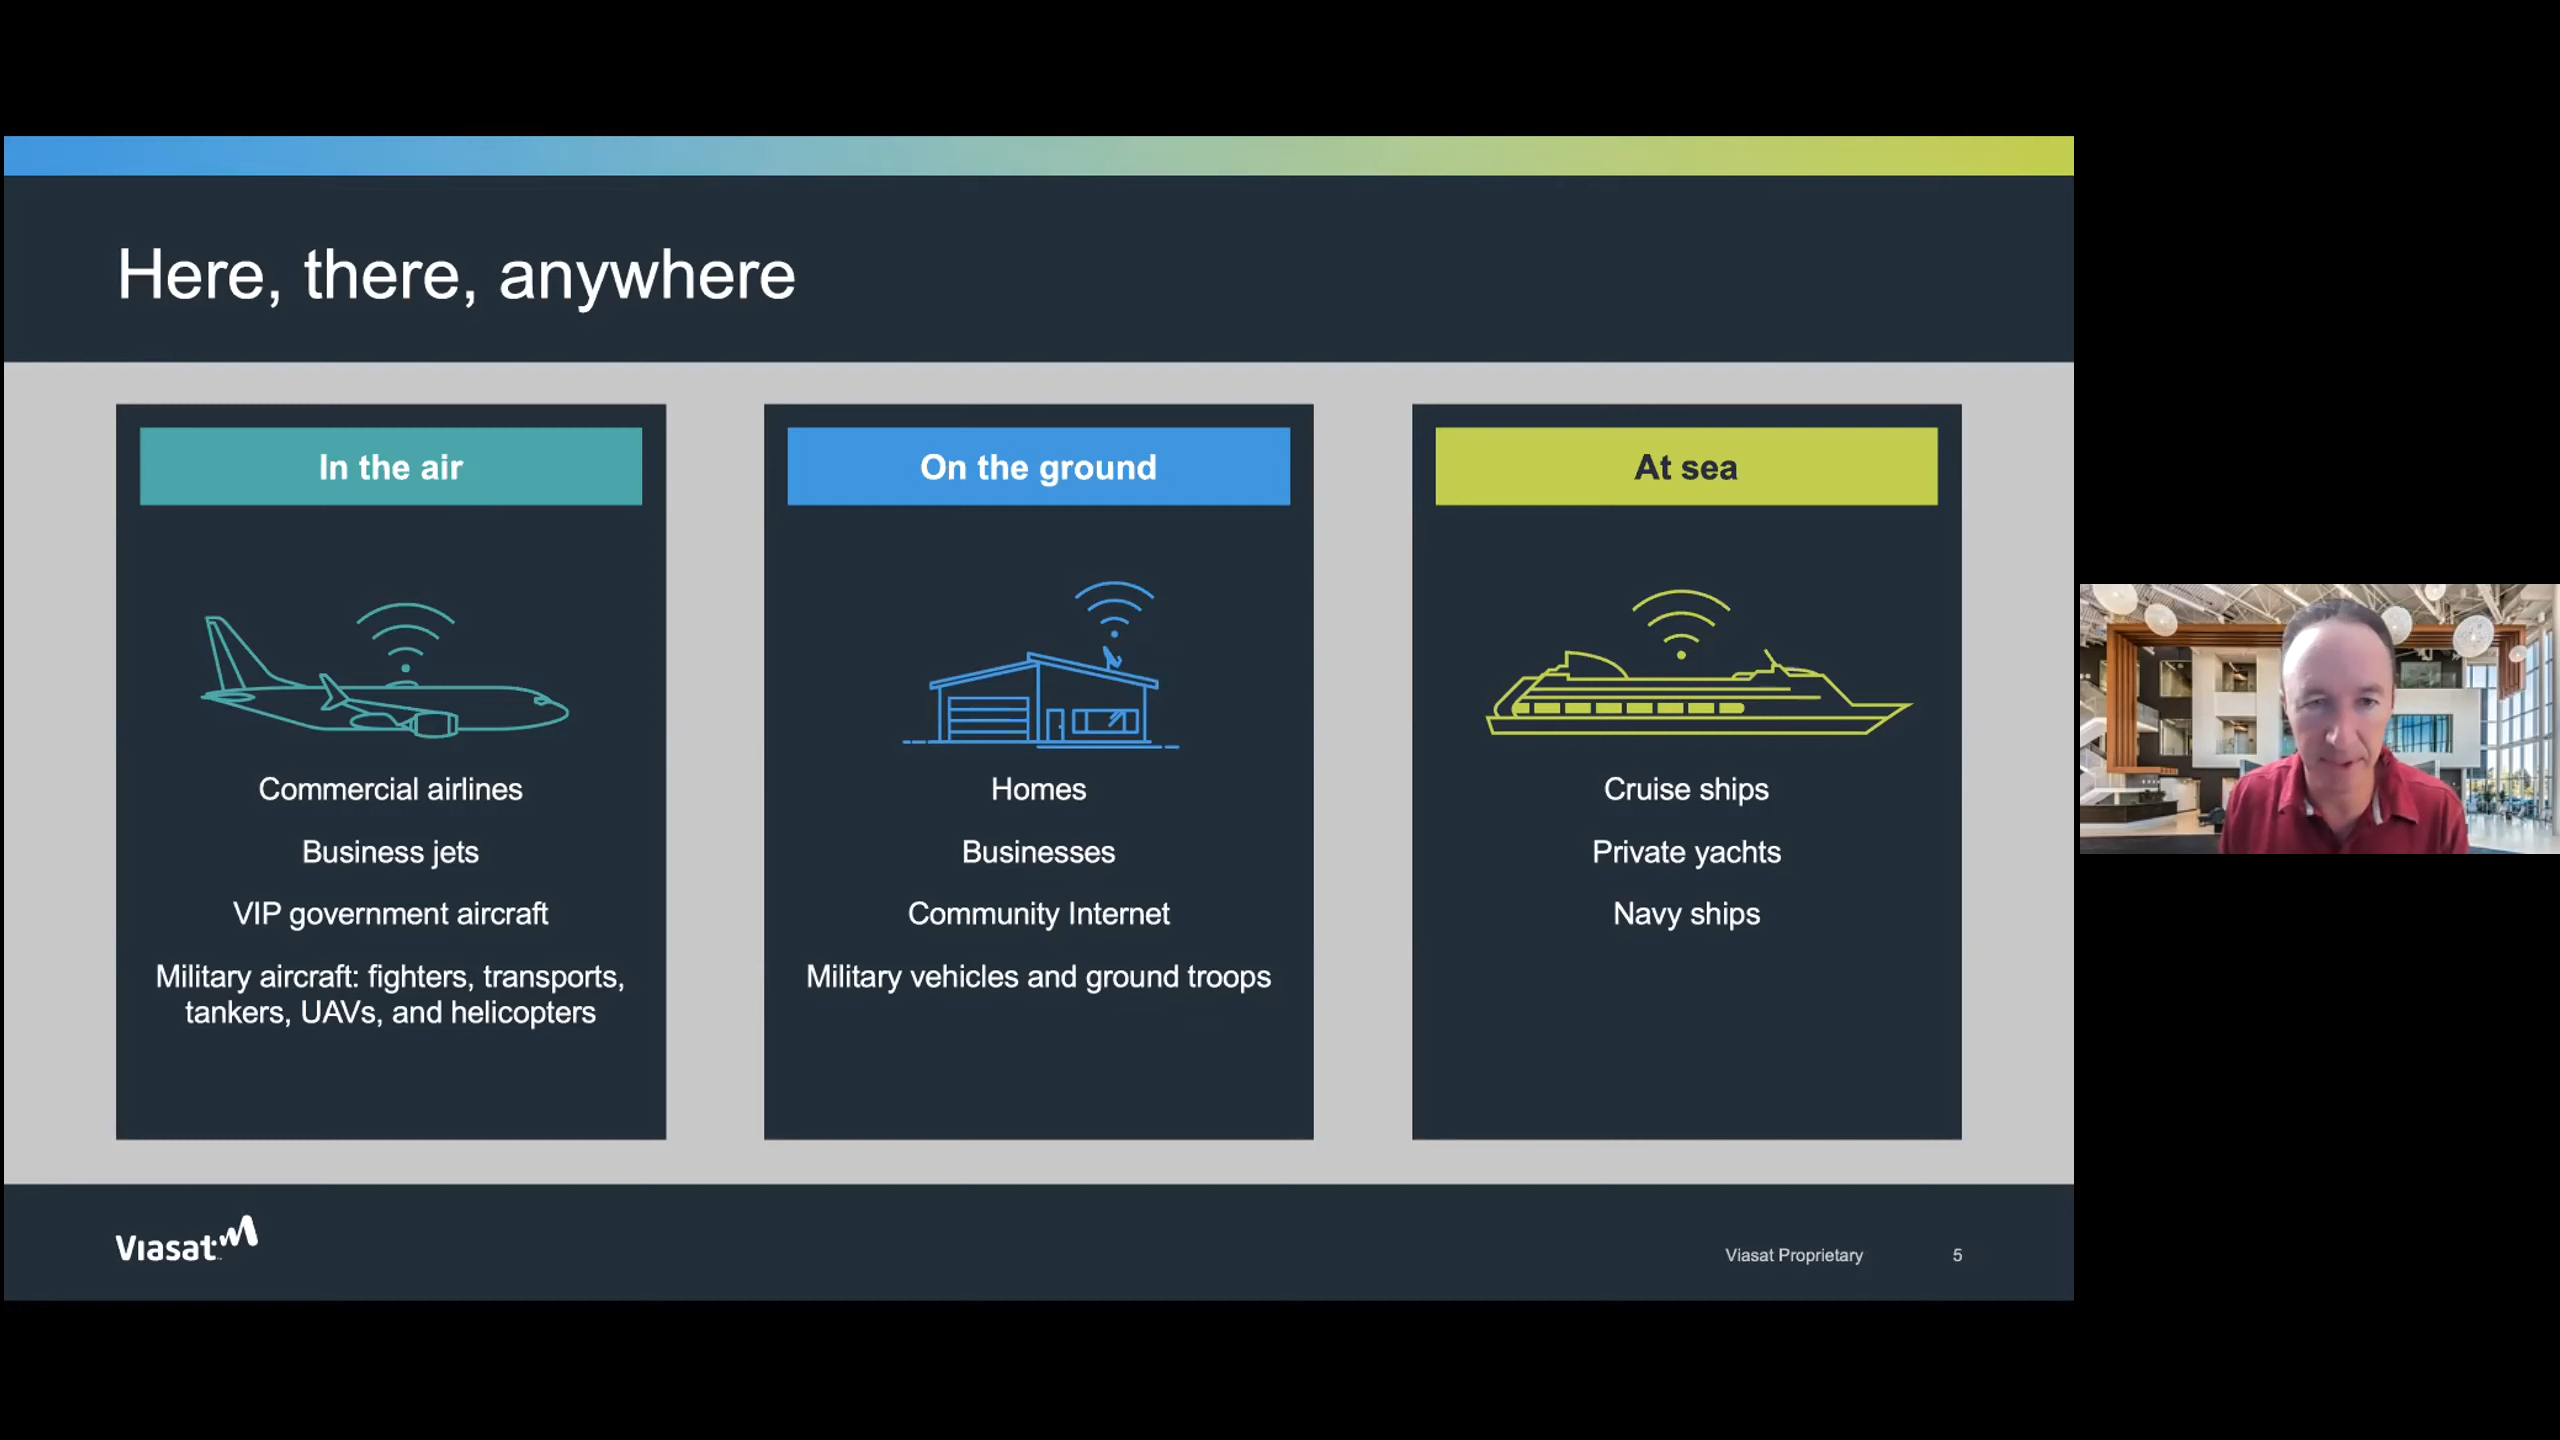 Here, there, anywhere
In the air
Commercial airlines
Business jets
VIP government aircraft
Military aircraft: fighters, transports,
tankers, UAVs, and helicopters
On the ground
Homes
Businesses
Community Internet
Military vehicles and ground troops
At sea
Cruise ships
Private yachts
Navy ships
Viasat
Viasat Proprietary
5